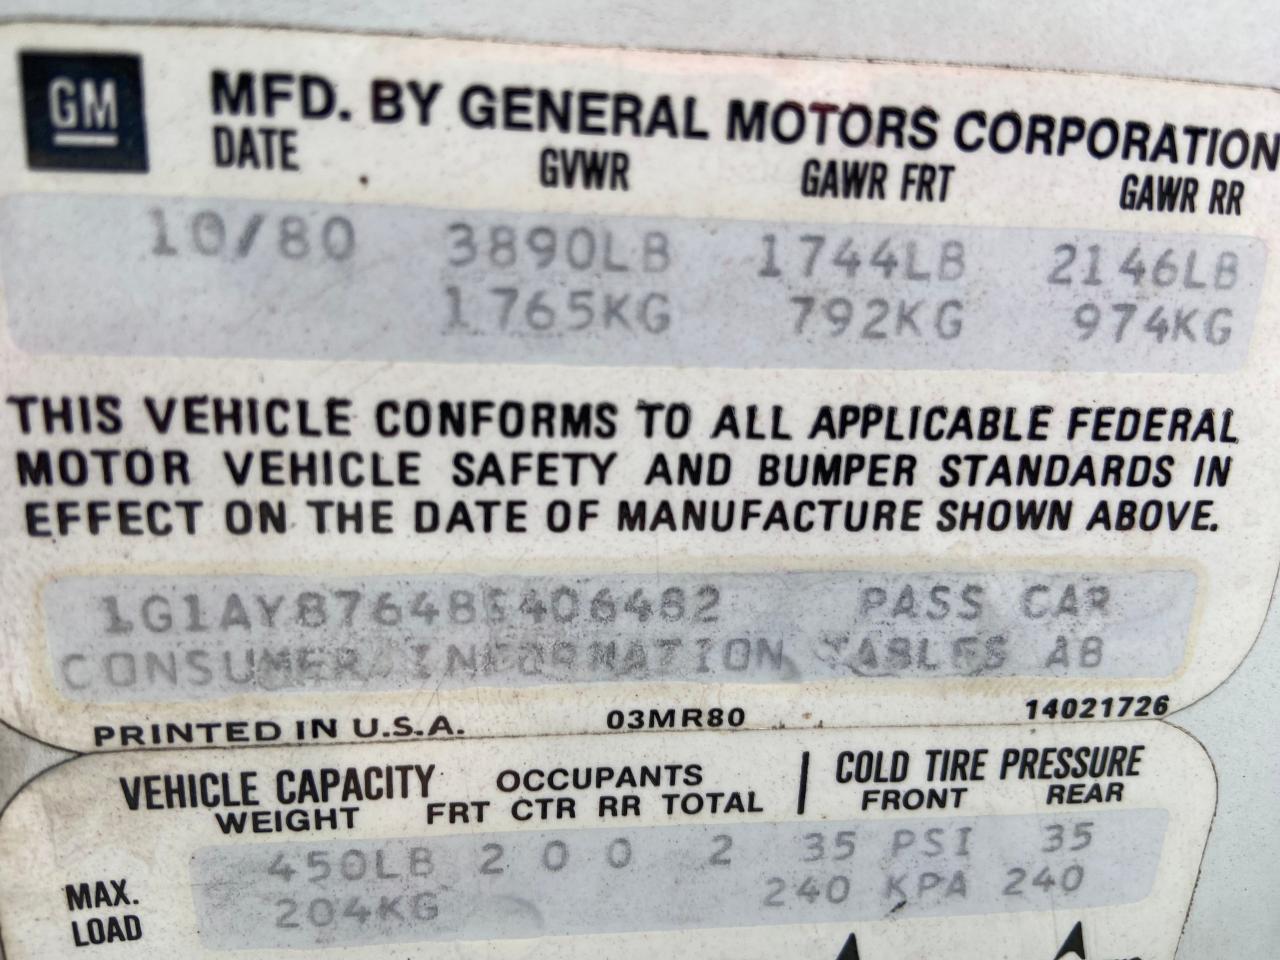 GM
MFD. BY GENERAL MOTORS CORPORATION
DATE GVWR GAWR FRT GAWR RR
10/80 3890LB 1744LB 2146LB
1765KG 792KG 974KG
THIS VEHICLE CONFORMS TO ALL APPLICABLE FEDERAL
MOTOR VEHICLE SAFETY AND BUMPER STANDARDS IN
EFFECT ON THE DATE OF MANUFACTURE SHOWN ABOVE.
PASS CAR
CONSUMER INFORMATION TABLES AB
PRINTED IN U.S.A. 03MR80 14021726
VEHICLE CAPACITY OCCUPANTS COLD TIRE PRESSURE
WEIGHT FRT CTR RR TOTAL FRONT REAR
450LB 2 0 0 2 35 PSI 35
MAX. LOAD 204KG 240 KPA 240